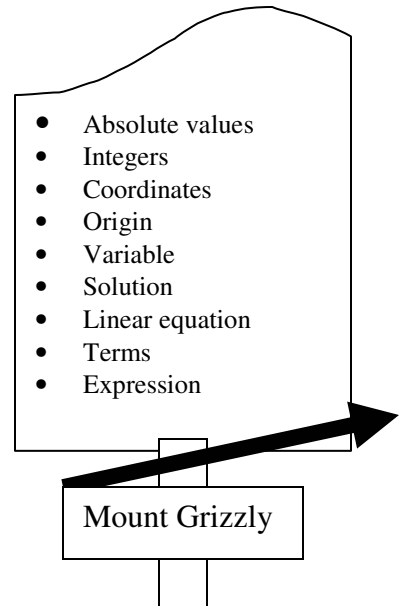 • Absolute values
• Integers
• Coordinates
• Origin
• Variable
• Solution
• Linear equation
• Terms
• Expression
Mount Grizzly